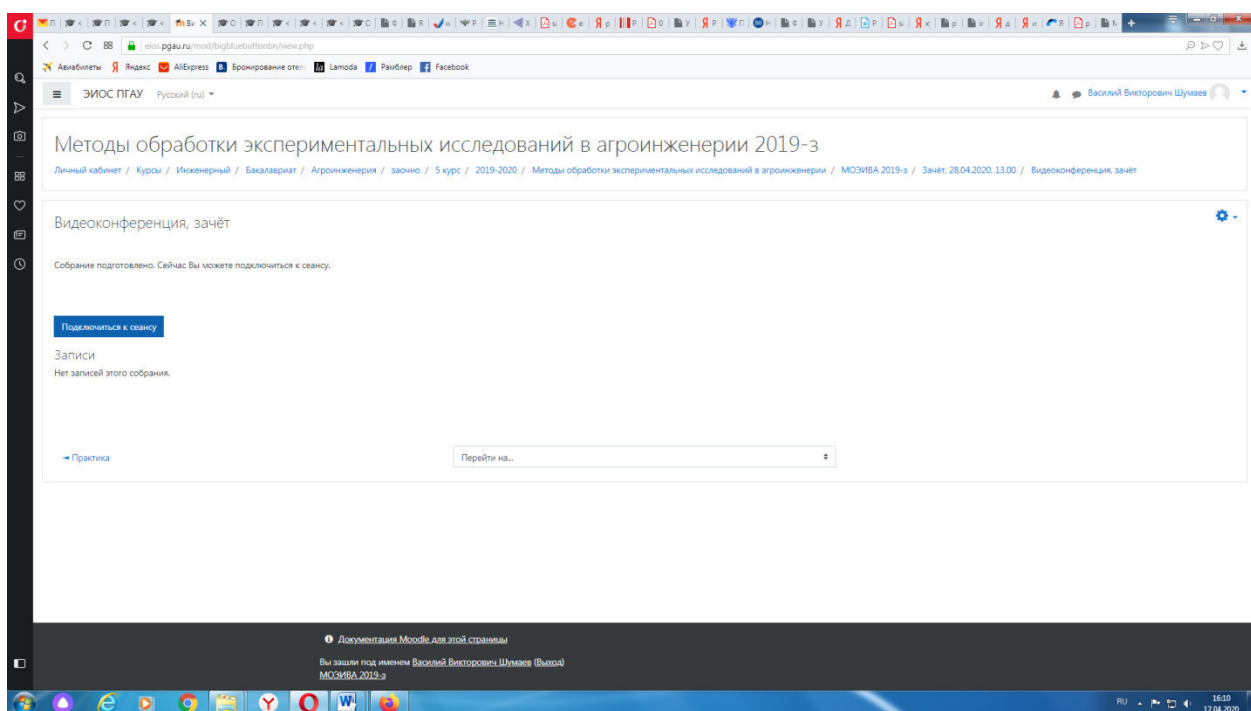 eios.pgau.ru/mod/bigbluebuttonbn/view.php
Авиабилеты Яндекс AliExpress Бронирование отел Lamoda Рамблер Facebook
ЭИОС ПГАУ Русский (ru) Василий Викторович Шумаев
Методы обработки экспериментальных исследований в агроинженерии 2019-з
Личный кабинет / Курсы / Инженерный / Бакалавриат / Агроинженерия / заочно / 5 курс / 2019-2020 / Методы обработки экспериментальных исследований в агроинженерии / МОЭИВА 2019-з / Зачёт. 28.04.2020. 13.00 / Видеоконференция, зачёт
Видеоконференция, зачёт
Собрание подготовлено. Сейчас Вы можете подключиться к сеансу.
Подключиться к сеансу
Записи
Нет записей этого собрания.
◄ Практика Перейти на...
Документация Moodle для этой страницы
Вы зашли под именем Василий Викторович Шумаев (Выход)
МОЭИВА 2019-з
RU 16:10
17.04.2020